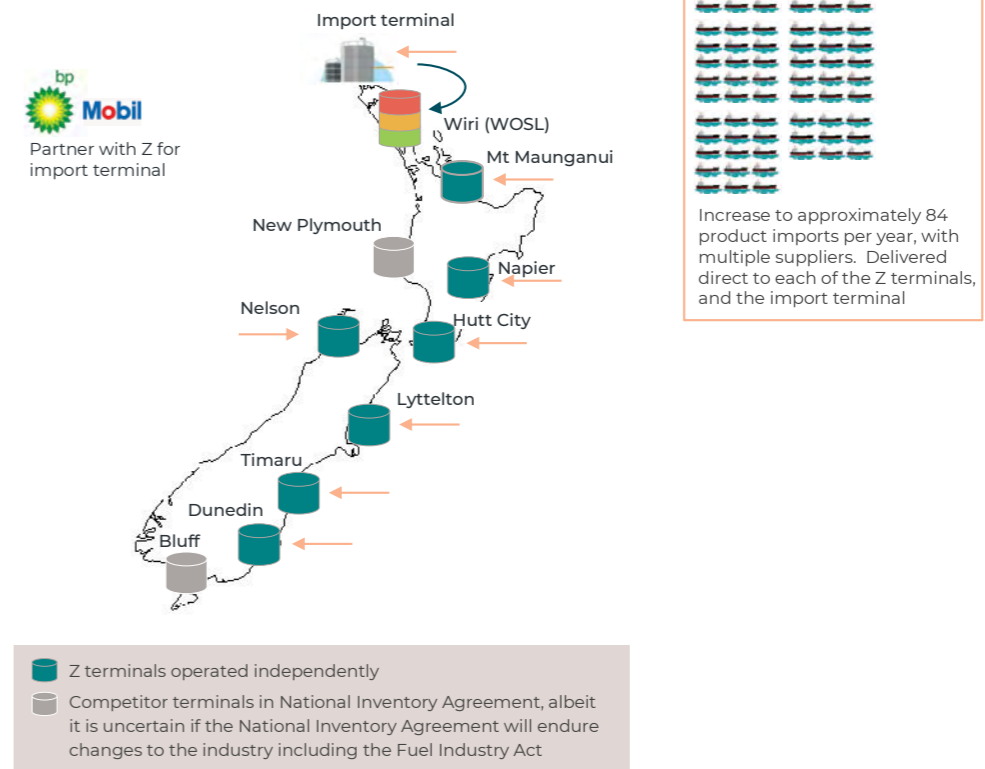 Import terminal
bp
Mobil
Partner with Z for
import terminal
Wiri (WOSL)
Mt Maunganui
New Plymouth
Napier
Nelson
Hutt City
Lyttelton
Timaru
Dunedin
Bluff
Increase to approximately 84
product imports per year, with
multiple suppliers. Delivered
direct to each of the Z terminals,
and the import terminal
Z terminals operated independently
Competitor terminals in National Inventory Agreement, albeit
it is uncertain if the National Inventory Agreement will endure
changes to the industry including the Fuel Industry Act